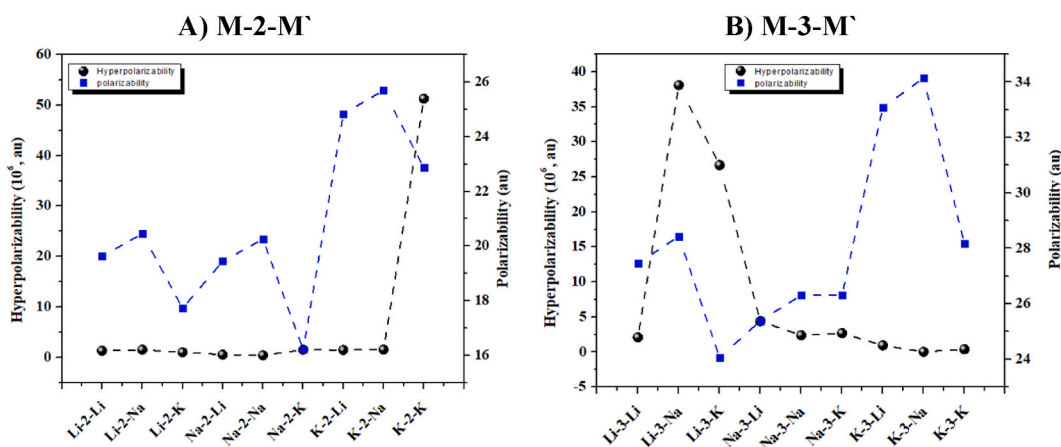 A) M-2-M`
Hyperpolarizability
polarizability
60
50
40
30
20
10
0
Hyperpolarizability (10⁶, au)
26
24
22
20
18
16
Polarizability (au)
Li-2-Li
Li-2-Na
Li-2-K
Na-2-Li
Na-2-Na
Na-2-K
K-2-Li
K-2-Na
K-2-K
B) M-3-M`
Hyperpolarizability
polarizability
40
35
30
25
20
15
10
5
0
-5
Hyperpolarizability (10⁶, au)
34
32
30
28
26
24
Polarizability (au)
Li-3-Li
Li-3-Na
Li-3-K
Na-3-Li
Na-3-Na
Na-3-K
K-3-Li
K-3-Na
K-3-K